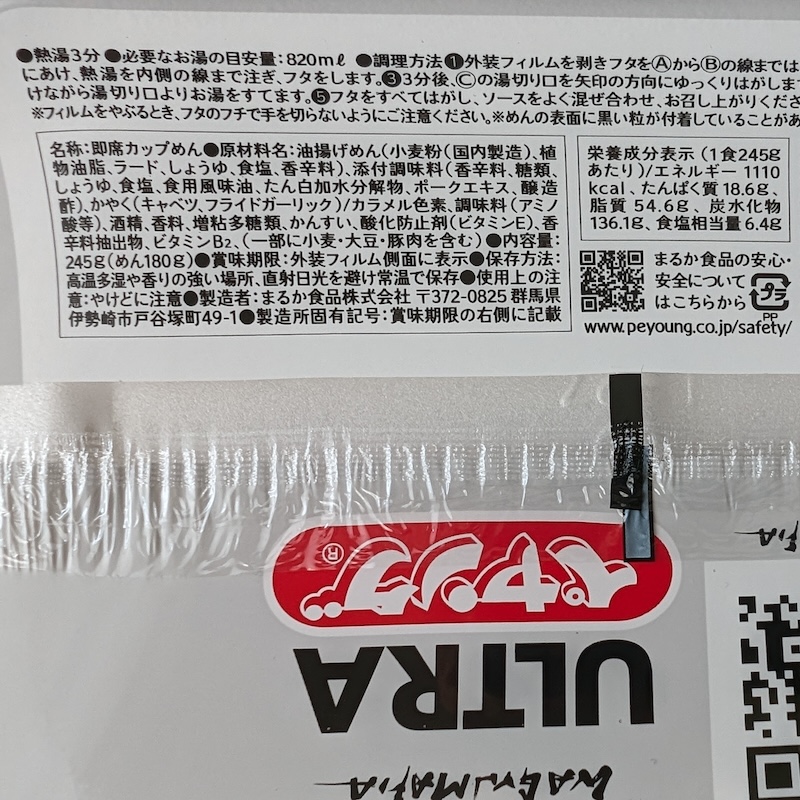 ●熱湯3分 ●必要なお湯の目安量:820mℓ ●調理方法❶外装フィルムを剥きフタをⒶからⒷの線まで
にあけ、熱湯を内側の線まで注ぎ、フタをします。❸3分後、Ⓒの湯切り口を矢印の方向にゆっくりはがしま
けながら湯切り口よりお湯をすてます。❺フタをすべてはがし、ソースをよく混ぜ合わせ、お召し上がりくださ
※フィルムをやぶるとき、フタのフチで手を切らないようにご注意ください。※めんの表面に黒い粒が付着していることがあ
名称:即席カップめん●原材料名:油揚げめん(小麦粉(国内製造)、植
物油脂、ラード、しょうゆ、食塩、香辛料)、添付調味料(香辛料、糖類、
しょうゆ、食塩、食用風味油、たん白加水分解物、ポークエキス、醸造
酢)、かやく(キャベツ、フライドガーリック)/カラメル色素、調味料(アミノ
酸等)、酒精、香料、増粘多糖類、かんすい、酸化防止剤(ビタミンE)、香
辛料抽出物、ビタミンB₂、(一部に小麦・大豆・豚肉を含む)●内容量:
245g(めん180g)●賞味期限:外装フィルム側面に表示●保存方法:
高温多湿や香りの強い場所、直射日光を避け常温で保存●使用上の注
意:やけどに注意●製造者:まるか食品株式会社 〒372-0825 群馬県
伊勢崎市戸谷塚町49-1●製造所固有記号:賞味期限の右側に記載
栄養成分表示(1食245g
あたり)/エネルギー 1110
kcal、たんぱく質18.6g、
脂質 54.6g、炭水化物
136.1g、食塩相当量6.4g
まるか食品の安心・
安全について
はこちらから
プラ
PP
www.peyoung.co.jp/safety/
ペヤング®
ULTRA
WAGYUMAFIA